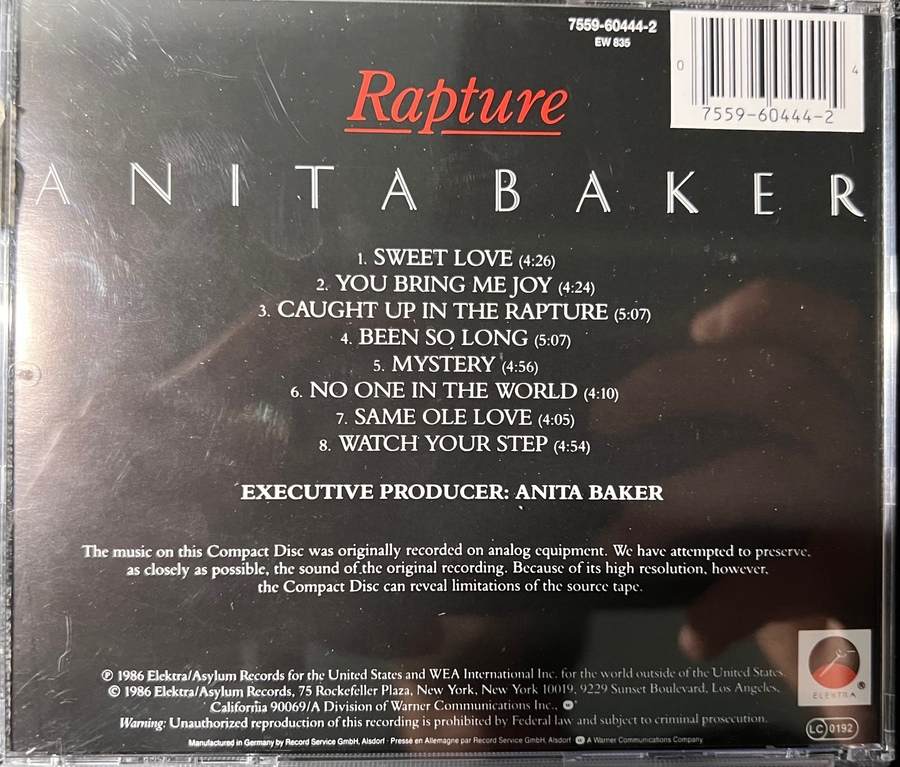 7559-60444-2
EW 835
0 7559-60444-2 4
Rapture
ANITA BAKER
1. SWEET LOVE (4:26)
2. YOU BRING ME JOY (4:24)
3. CAUGHT UP IN THE RAPTURE (5:07)
4. BEEN SO LONG (5:07)
5. MYSTERY (4:56)
6. NO ONE IN THE WORLD (4:10)
7. SAME OLE LOVE (4:05)
8. WATCH YOUR STEP (4:54)
EXECUTIVE PRODUCER: ANITA BAKER
The music on this Compact Disc was originally recorded on analog equipment. We have attempted to preserve,
as closely as possible, the sound of the original recording. Because of its high resolution, however,
the Compact Disc can reveal limitations of the source tape.
℗ 1986 Elektra/Asylum Records for the United States and WEA International Inc. for the world outside of the United States.
© 1986 Elektra/Asylum Records, 75 Rockefeller Plaza, New York, New York 10019, 9229 Sunset Boulevard, Los Angeles,
California 90069/A Division of Warner Communications Inc.,
Warning: Unauthorized reproduction of this recording is prohibited by Federal law and subject to criminal prosecution.
Manufactured in Germany by Record Service GmbH, Alsdorf · Presse en Allemagne par Record Service GmbH, Alsdorf A Warner Communications Company
ELEKTRA ®
LC 0192